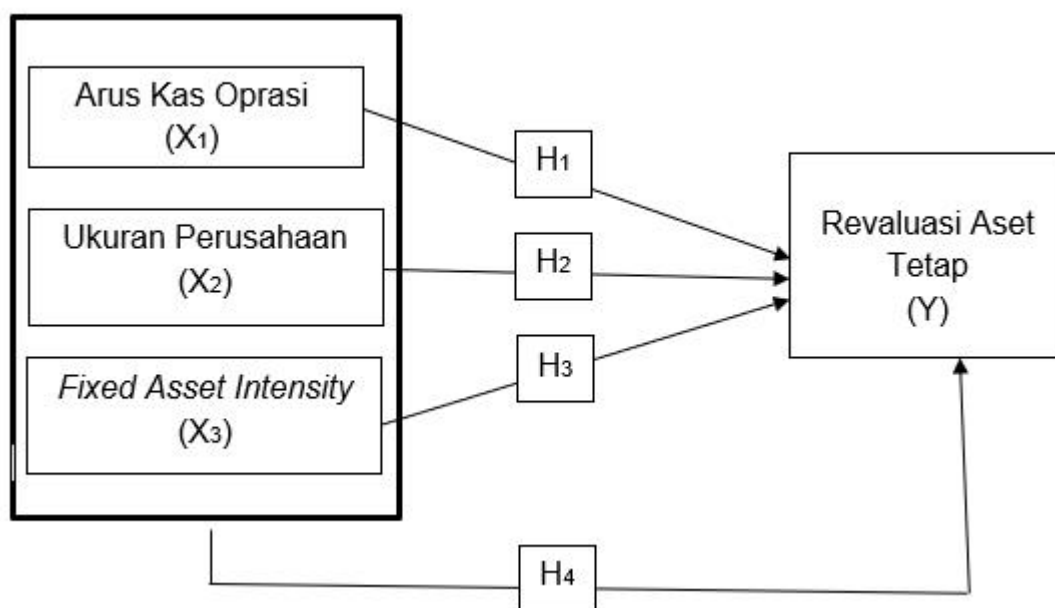 Arus Kas Oprasi
(X₁)
H₁
Ukuran Perusahaan
(X₂)
H₂
Fixed Asset Intensity
(X₃)
H₃
Revaluasi Aset
Tetap
(Y)
H₄